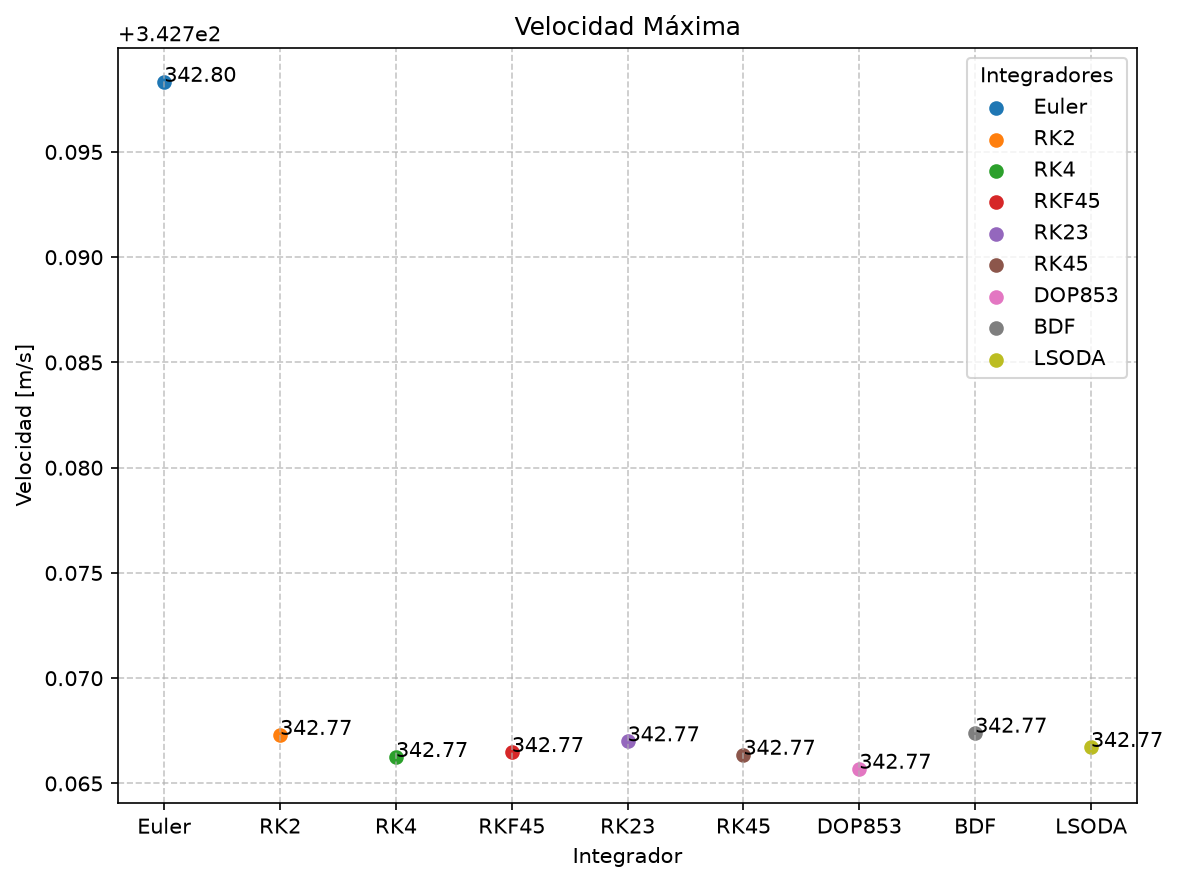 Velocidad Máxima
+3.427e2
Velocidad [m/s]
0.095
0.090
0.085
0.080
0.075
0.070
0.065
342.80
342.77
342.77
342.77
342.77
342.77
342.77
342.77
342.77
Integradores
Euler
RK2
RK4
RKF45
RK23
RK45
DOP853
BDF
LSODA
Euler RK2 RK4 RKF45 RK23 RK45 DOP853 BDF LSODA
Integrador